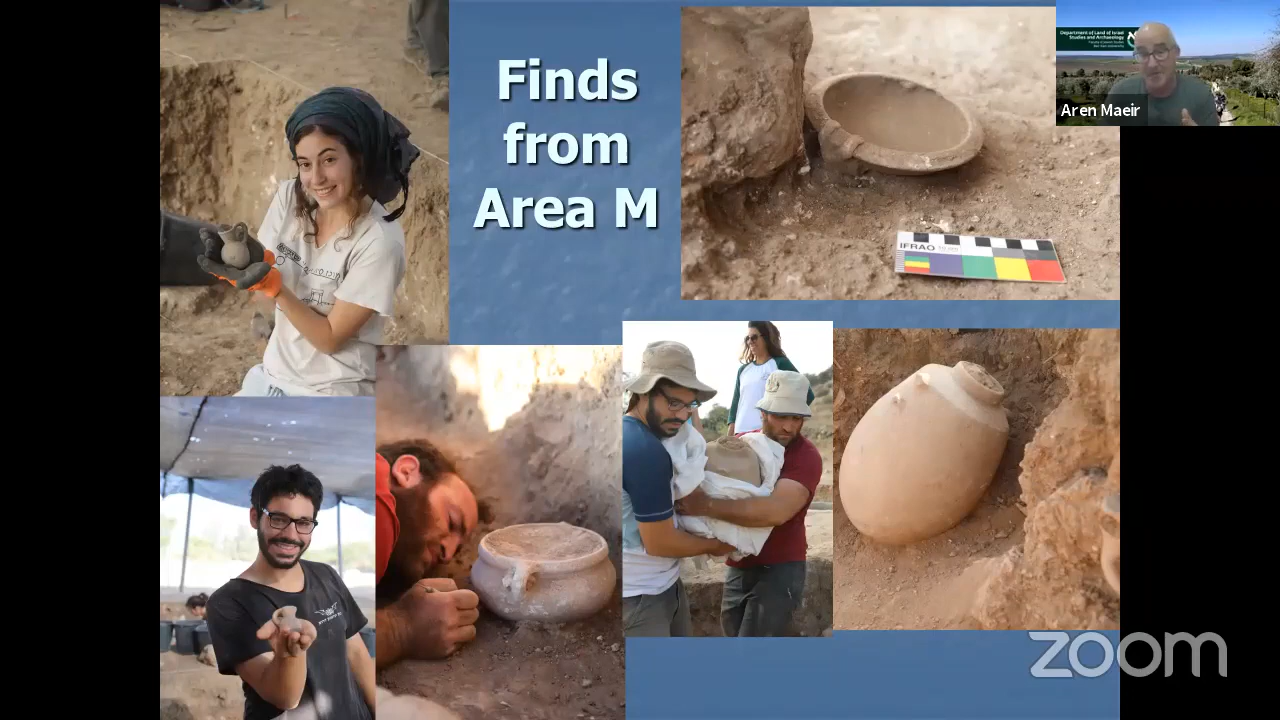 Finds
from
Area M
IFRAO
Department of Land of Israel
Studies and Archaeology
Aren Maeir
zoom